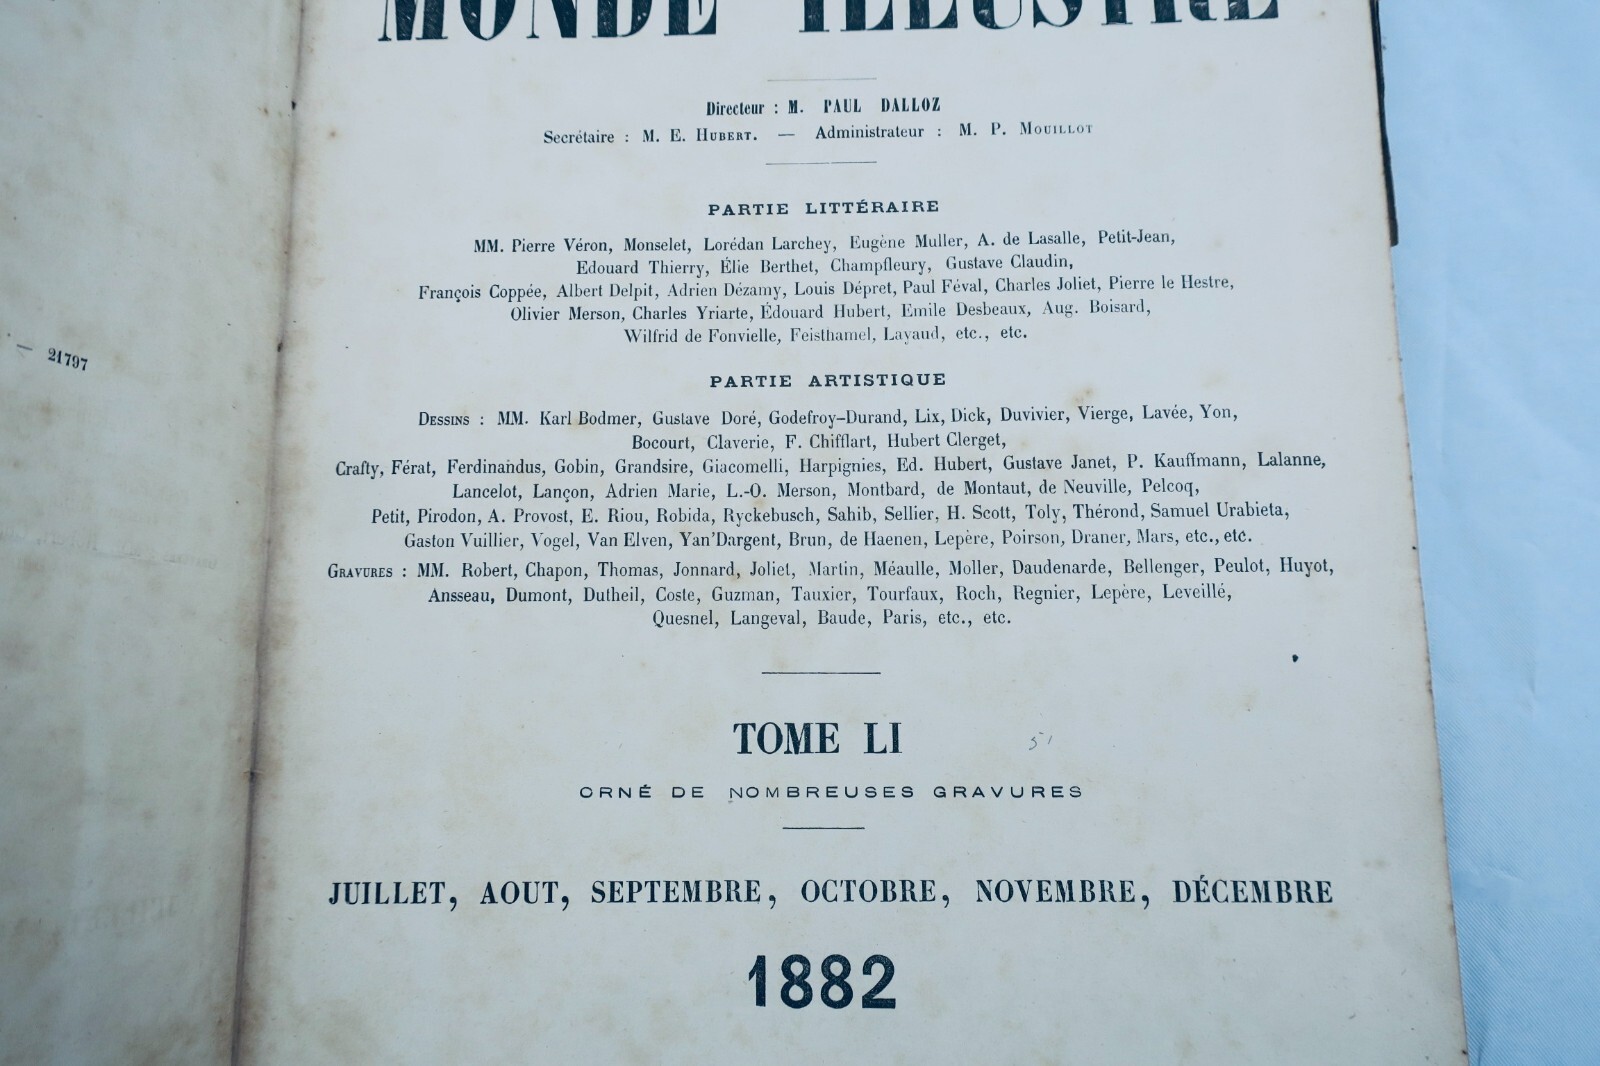 MONDE ILLUSTRÉ
Directeur : M. PAUL DALLOZ
Secrétaire : M. E. HUBERT. — Administrateur : M. P. MOUILLOT
PARTIE LITTÉRAIRE
MM. Pierre Véron, Monselet, Lorédan Larchey, Eugène Muller, A. de Lasalle, Petit-Jean,
Edouard Thierry, Élie Berthet, Champfleury, Gustave Claudin,
François Coppée, Albert Delpit, Adrien Dézamy, Louis Dépret, Paul Féval, Charles Joliet, Pierre le Hestre,
Olivier Merson, Charles Yriarte, Édouard Hubert, Emile Desbeaux, Aug. Boisard,
Wilfrid de Fonvielle, Feisthamel, Layaud, etc., etc.
— 21797
PARTIE ARTISTIQUE
DESSINS : MM. Karl Bodmer, Gustave Doré, Godefroy-Durand, Lix, Dick, Duvivier, Vierge, Lavée, Yon,
Bocourt, Claverie, F. Chifflart, Hubert Clerget,
Crafty, Férat, Ferdinandus, Gobin, Grandsire, Giacomelli, Harpignies, Ed. Hubert, Gustave Janet, P. Kauffmann, Lalanne,
Lancelot, Lançon, Adrien Marie, L.-O. Merson, Montbard, de Montaut, de Neuville, Pelcoq,
Petit, Pirodon, A. Provost, E. Riou, Robida, Ryckebusch, Sahib, Sellier, H. Scott, Toly, Thérond, Samuel Urabieta,
Gaston Vuillier, Vogel, Van Elven, Yan'Dargent, Brun, de Haenen, Lepère, Poirson, Draner, Mars, etc., etc.
GRAVURES : MM. Robert, Chapon, Thomas, Jonnard, Joliet, Martin, Méaulle, Moller, Daudenarde, Bellenger, Peulot, Huyot,
Ansseau, Dumont, Dutheil, Coste, Guzman, Tauxier, Tourfaux, Roch, Regnier, Lepère, Leveillé,
Quesnel, Langeval, Baude, Paris, etc., etc.
TOME LI 51
ORNÉ DE NOMBREUSES GRAVURES
JUILLET, AOUT, SEPTEMBRE, OCTOBRE, NOVEMBRE, DÉCEMBRE
1882